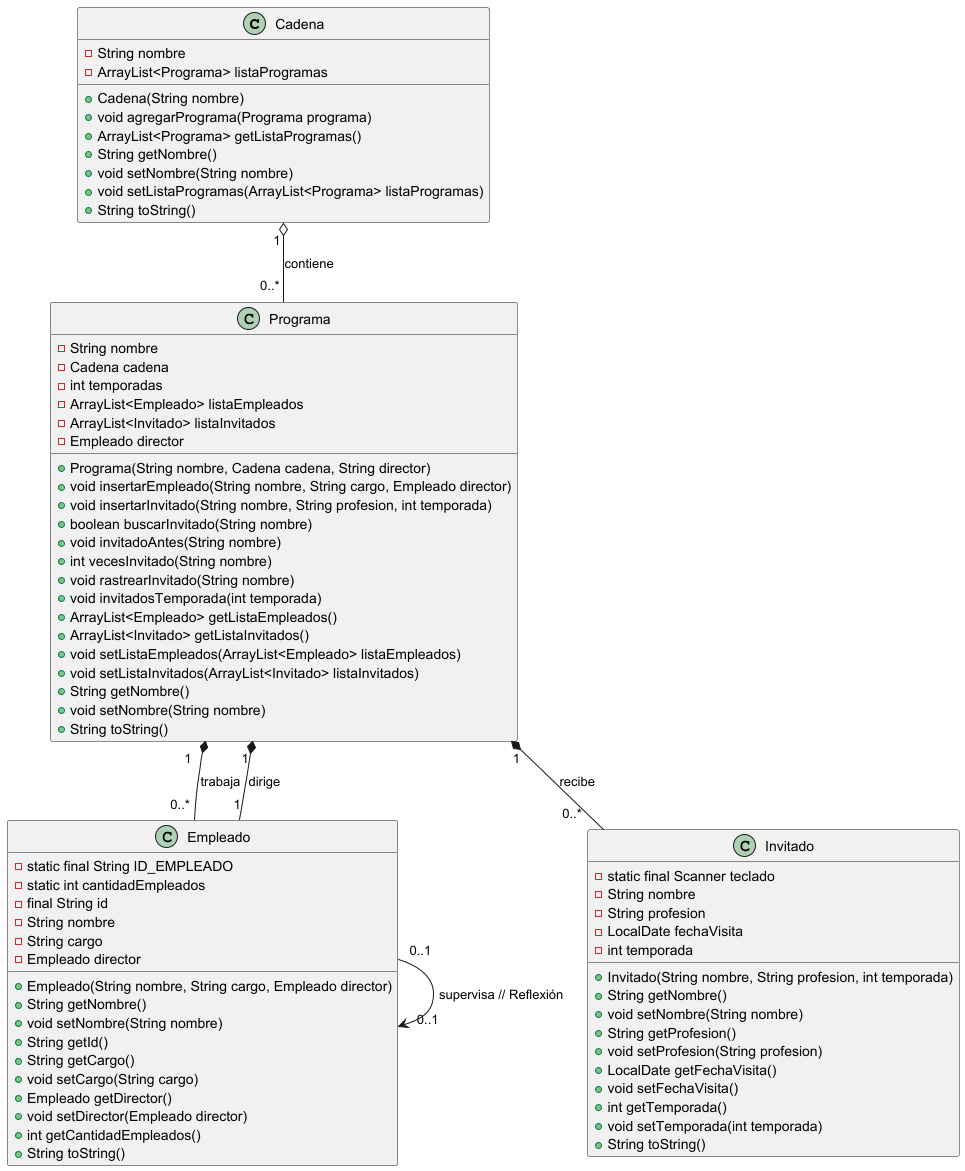 C Cadena
String nombre
ArrayList<Programa> listaProgramas
Cadena(String nombre)
void agregarPrograma(Programa programa)
ArrayList<Programa> getListaProgramas()
String getNombre()
void setNombre(String nombre)
void setListaProgramas(ArrayList<Programa> listaProgramas)
String toString()
1
contiene
0..*
C Programa
String nombre
Cadena cadena
int temporadas
ArrayList<Empleado> listaEmpleados
ArrayList<Invitado> listaInvitados
Empleado director
Programa(String nombre, Cadena cadena, String director)
void insertarEmpleado(String nombre, String cargo, Empleado director)
void insertarInvitado(String nombre, String profesion, int temporada)
boolean buscarInvitado(String nombre)
void invitadoAntes(String nombre)
int vecesInvitado(String nombre)
void rastrearInvitado(String nombre)
void invitadosTemporada(int temporada)
ArrayList<Empleado> getListaEmpleados()
ArrayList<Invitado> getListaInvitados()
void setListaEmpleados(ArrayList<Empleado> listaEmpleados)
void setListaInvitados(ArrayList<Invitado> listaInvitados)
String getNombre()
void setNombre(String nombre)
String toString()
1 1 1
trabaja dirige recibe
0..* 1 0..*
C Empleado
static final String ID_EMPLEADO
static int cantidadEmpleados
final String id
String nombre
String cargo
Empleado director
Empleado(String nombre, String cargo, Empleado director)
String getNombre()
void setNombre(String nombre)
String getId()
String getCargo()
void setCargo(String cargo)
Empleado getDirector()
void setDirector(Empleado director)
int getCantidadEmpleados()
String toString()
0..1
supervisa // Reflexión
0..1
C Invitado
static final Scanner teclado
String nombre
String profesion
LocalDate fechaVisita
int temporada
Invitado(String nombre, String profesion, int temporada)
String getNombre()
void setNombre(String nombre)
String getProfesion()
void setProfesion(String profesion)
LocalDate getFechaVisita()
void setFechaVisita()
int getTemporada()
void setTemporada(int temporada)
String toString()